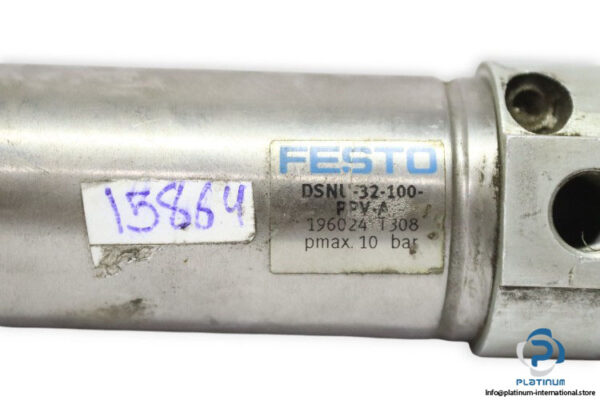 FESTO
DSNU-32-100-
PPV-A
196024 T308
pmax. 10 bar
15864
PLATINUM
info@platinum-international.store